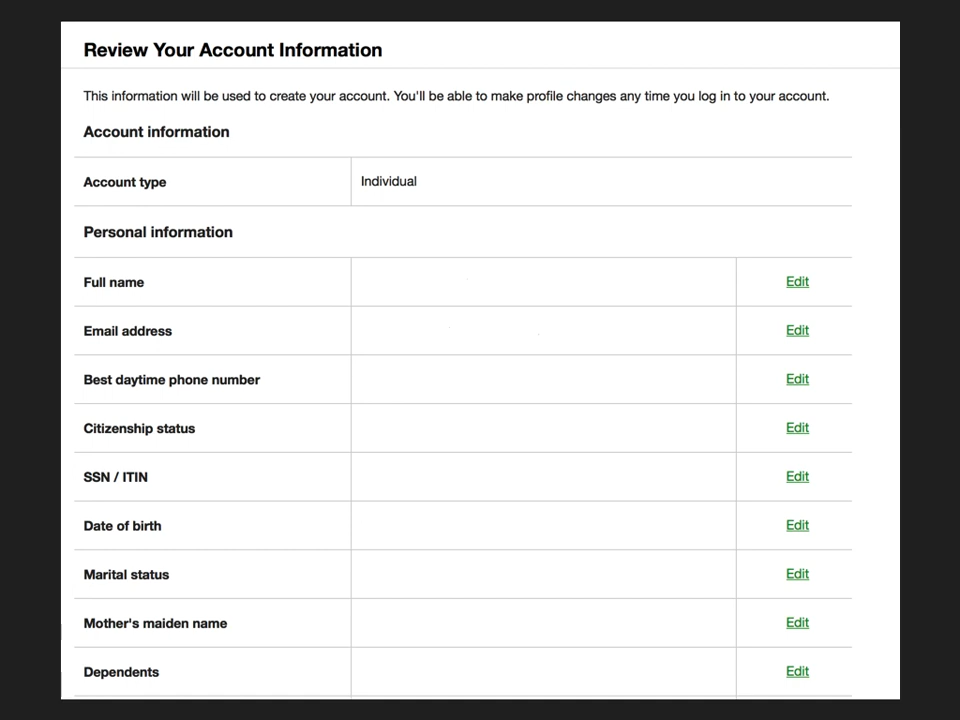 Review Your Account Information
This information will be used to create your account. You'll be able to make profile changes any time you log in to your account.
Account information
Account type Individual
Personal information
Full name Edit
Email address Edit
Best daytime phone number Edit
Citizenship status Edit
SSN / ITIN Edit
Date of birth Edit
Marital status Edit
Mother's maiden name Edit
Dependents Edit